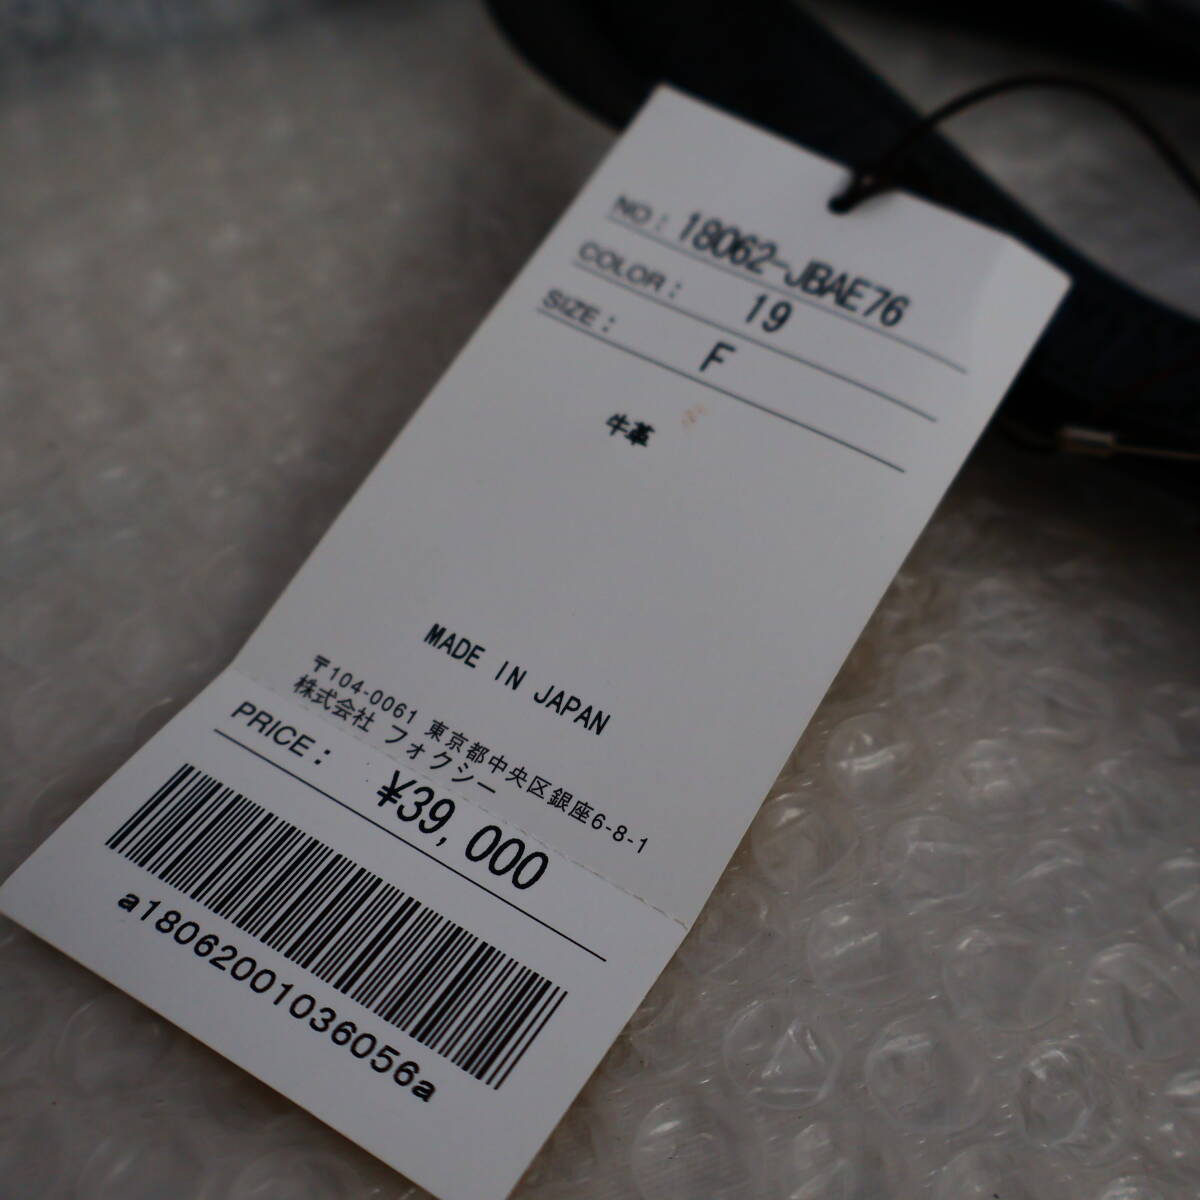 NO: 18062-JBAE76
COLOR: 19
SIZE: F
牛革
MADE IN JAPAN
〒104-0061 東京都中央区銀座6-8-1
株式会社 フォクシー
PRICE: ¥39,000
a18062001036056a